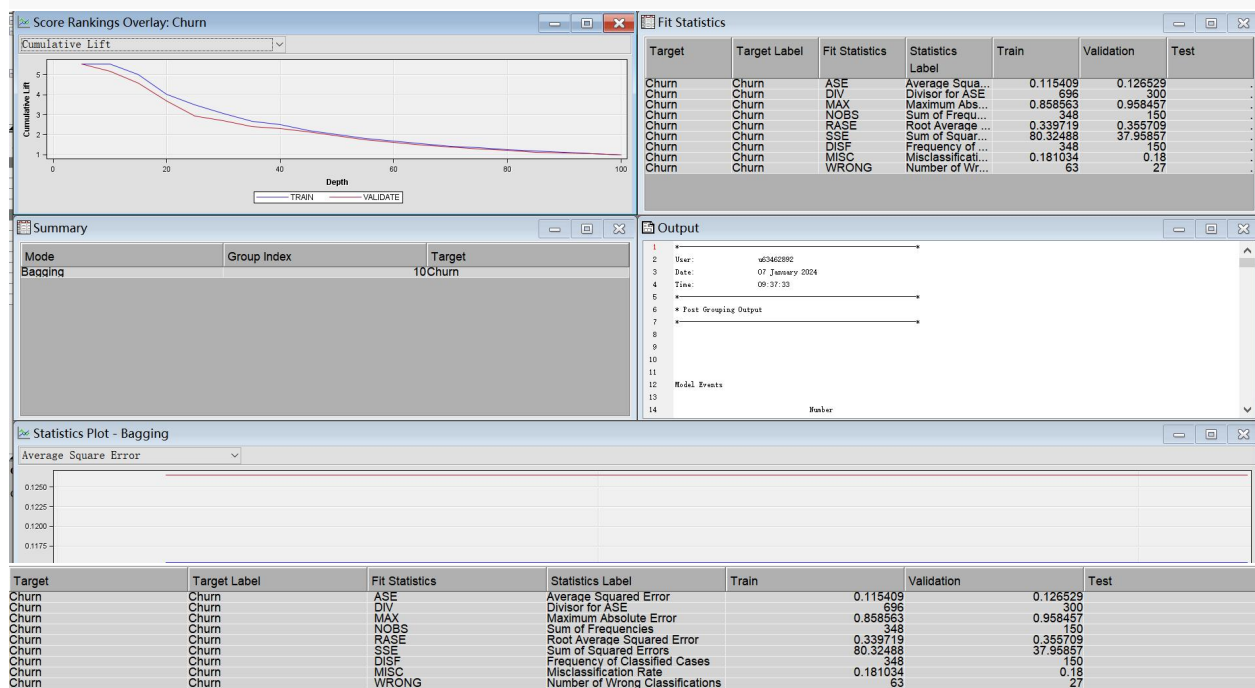 Score Rankings Overlay: Churn
Cumulative Lift
Cumulative Lift
5
4
3
2
1
0 20 40 60 80 100
Depth
TRAIN VALIDATE
Fit Statistics
Target Target Label Fit Statistics Statistics Label Train Validation Test
Churn Churn ASE Average Squa... 0.115409 0.126529 .
Churn Churn DIV Divisor for ASE 696 300 .
Churn Churn MAX Maximum Abs... 0.858563 0.958457 .
Churn Churn NOBS Sum of Frequ... 348 150 .
Churn Churn RASE Root Average ... 0.339719 0.355709 .
Churn Churn SSE Sum of Squar... 80.32488 37.95857 .
Churn Churn DISF Frequency of ... 348 150 .
Churn Churn MISC Misclassificati... 0.181034 0.18 .
Churn Churn WRONG Number of Wr... 63 27 .
Summary
Mode Group Index Target
Bagging 10 Churn
Output
1 *------------------------------------------------------------*
2 User: u63462892
3 Date: 07 January 2024
4 Time: 09:37:33
5 *------------------------------------------------------------*
6 * Post Grouping Output
7 *------------------------------------------------------------*
8
9
10
11
12 Model Events
13
14 Number
Statistics Plot - Bagging
Average Square Error
0.1250
0.1225
0.1200
0.1175
Target Target Label Fit Statistics Statistics Label Train Validation Test
Churn Churn ASE Average Squared Error 0.115409 0.126529
Churn Churn DIV Divisor for ASE 696 300
Churn Churn MAX Maximum Absolute Error 0.858563 0.958457
Churn Churn NOBS Sum of Frequencies 348 150
Churn Churn RASE Root Average Squared Error 0.339719 0.355709
Churn Churn SSE Sum of Squared Errors 80.32488 37.95857
Churn Churn DISF Frequency of Classified Cases 348 150
Churn Churn MISC Misclassification Rate 0.181034 0.18
Churn Churn WRONG Number of Wrong Classifications 63 27